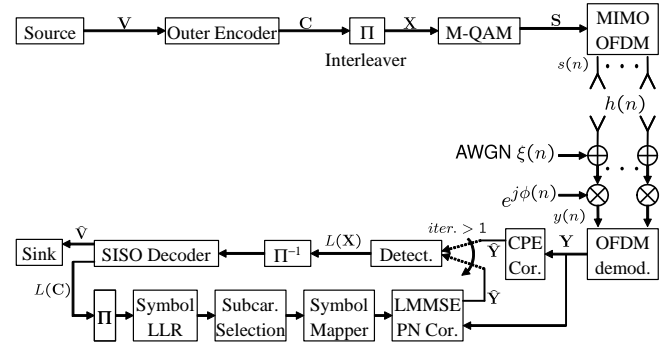 Source
V
Outer Encoder
C
Π
Interleaver
X
M-QAM
S
MIMO
OFDM
s(n)
h(n)
AWGN ξ(n)
e^{jϕ(n)}
y(n)
OFDM
demod.
Y
CPE
Cor.
Ŷ
iter. > 1
Detect.
L(X)
Π⁻¹
SISO Decoder
V̂
Sink
L(C)
Π
Symbol
LLR
Subcar.
Selection
Symbol
Mapper
LMMSE
PN Cor.
Ŷ